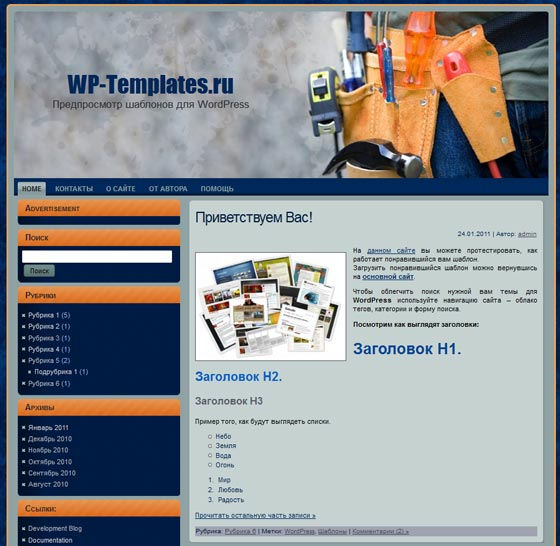 WP-Templates.ru
Предпросмотр шаблонов для WordPress
HOME КОНТАКТЫ О САЙТЕ ОТ АВТОРА ПОМОЩЬ
Advertisement
Поиск
Поиск
Рубрики
Рубрика 1 (5)
Рубрика 2 (1)
Рубрика 3 (1)
Рубрика 4 (1)
Рубрика 5 (2)
Подрубрика 1 (1)
Рубрика 6 (1)
Архивы
Январь 2011
Декабрь 2010
Ноябрь 2010
Октябрь 2010
Сентябрь 2010
Август 2010
Ссылки:
Development Blog
Documentation
Приветствуем Вас!
24.01.2011 | Автор: admin
На данном сайте вы можете протестировать, как
работает понравившийся вам шаблон.
Загрузить понравившийся шаблон можно вернувшись
на основной сайт.
Чтобы облегчить поиск нужной вам темы для
WordPress используйте навигацию сайта – облако
тегов, категории и форму поиска.
Посмотрим как выглядят заголовки:
Заголовок H1.
Заголовок H2.
Заголовок H3
Пример того, как будут выглядеть списки.
Небо
Земля
Вода
Огонь
1. Мир
2. Любовь
3. Радость
Прочитать остальную часть записи »
Рубрика: Рубрика 6 | Метки: WordPress, Шаблоны | Комментарии (2) »